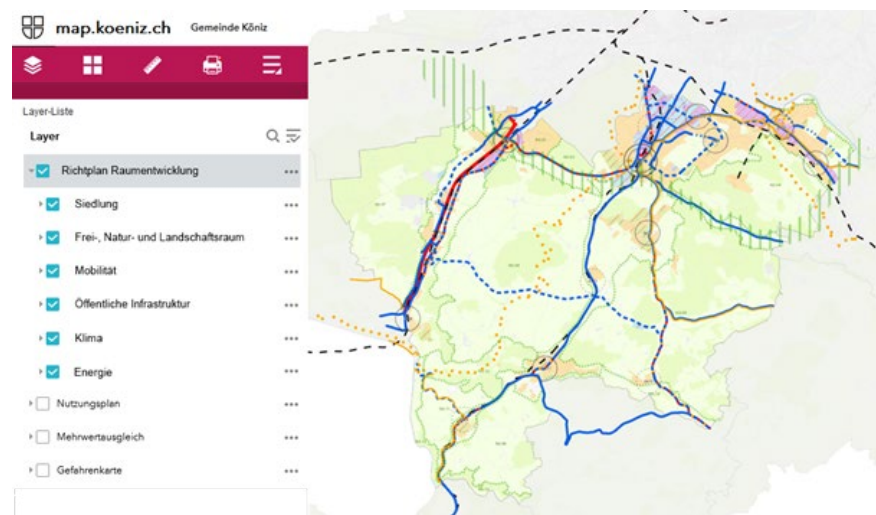 map.koeniz.ch Gemeinde Köniz
Layer-Liste
Layer
Richtplan Raumentwicklung
Siedlung
Frei-, Natur- und Landschaftsraum
Mobilität
Öffentliche Infrastruktur
Klima
Energie
Nutzungsplan
Mehrwertausgleich
Gefahrenkarte